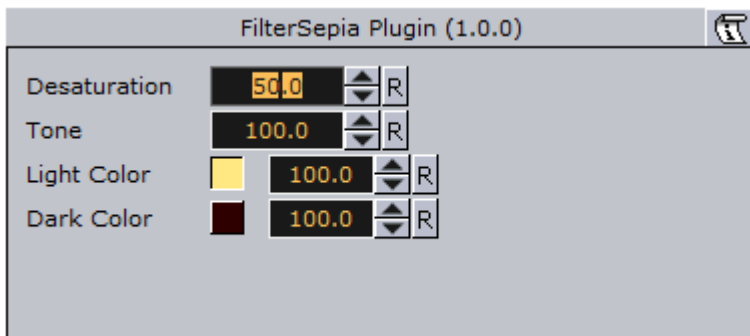 FilterSepia Plugin (1.0.0)
Desaturation 50.0 R
Tone 100.0 R
Light Color 100.0 R
Dark Color 100.0 R